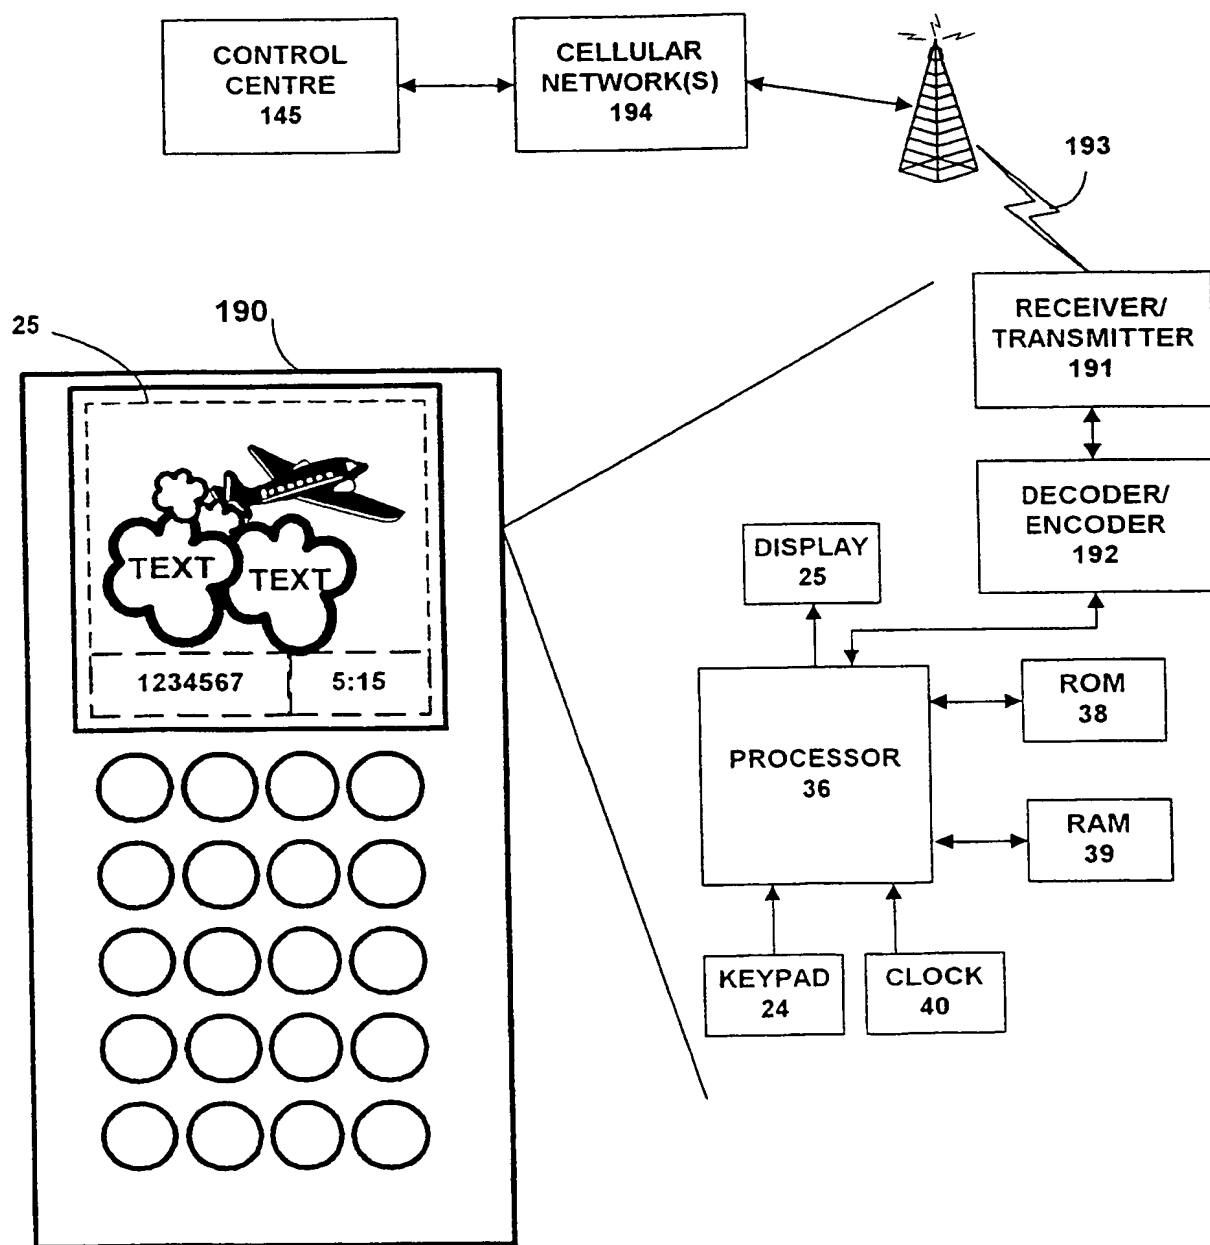 CONTROL
CENTRE
145
CELLULAR
NETWORK(S)
194
193
RECEIVER/
TRANSMITTER
191
25
190
DECODER/
ENCODER
192
DISPLAY
25
TEXT
TEXT
1234567
5:15
PROCESSOR
36
ROM
38
RAM
39
KEYPAD
24
CLOCK
40